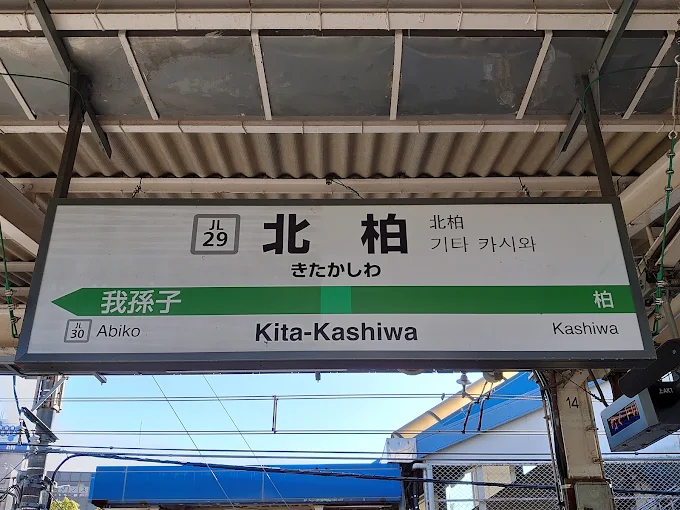 JL
29
北 柏
北柏
기타 카시와
きたかしわ
我孫子
柏
JL
30
Abiko
Kita-Kashiwa
Kashiwa
14